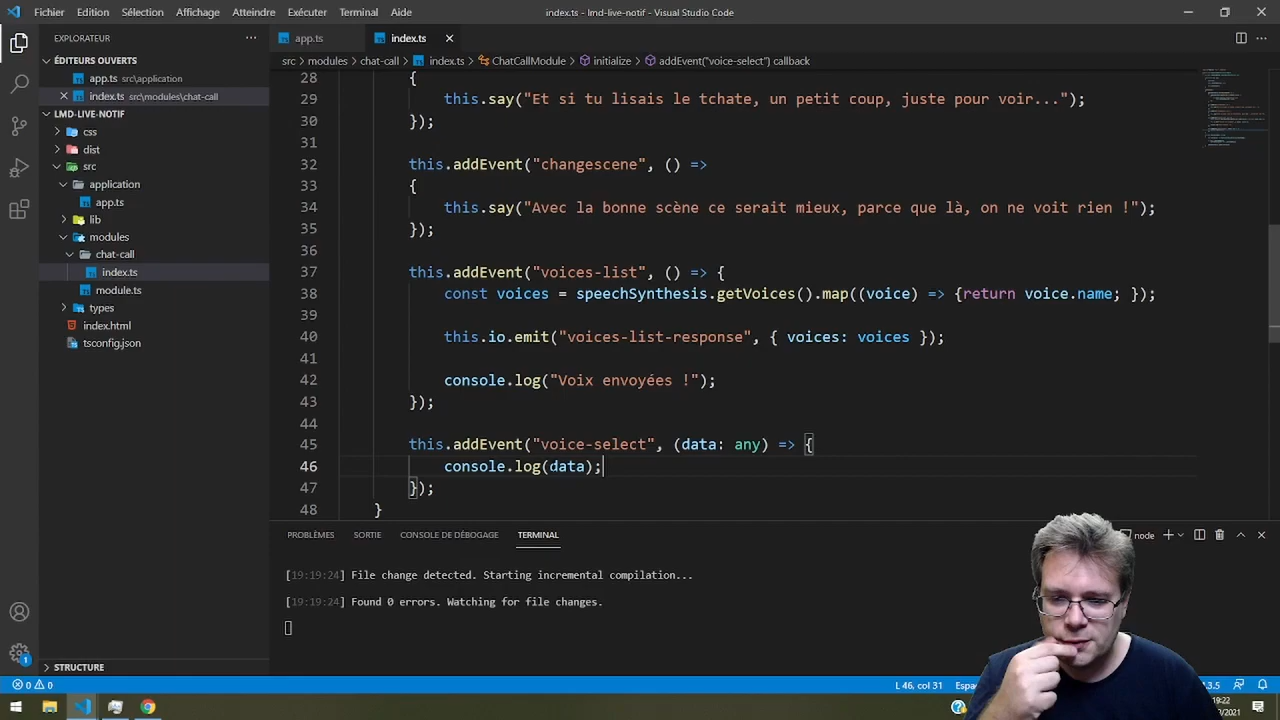 Fichier Edition Sélection Affichage Atteindre Exécuter Terminal Aide
index.ts - lmd-live-notif - Visual Studio Code
EXPLORATEUR
app.ts index.ts
ÉDITEURS OUVERTS
app.ts src\application
index.ts src\modules\chat-call
LMD-LIVE-NOTIF
css
dist
src
application
app.ts
lib
modules
chat-call
index.ts
module.ts
types
index.html
tsconfig.json
STRUCTURE
src > modules > chat-call > index.ts > ChatCallModule > initialize > addEvent("voice-select") callback
28 {
29 this.say("Et si tu lisais le tchate, un petit coup, juste pour voir...");
30 });
31
32 this.addEvent("changescene", () =>
33 {
34 this.say("Avec la bonne scène ce serait mieux, parce que là, on ne voit rien !");
35 });
36
37 this.addEvent("voices-list", () => {
38 const voices = speechSynthesis.getVoices().map((voice) => {return voice.name; });
39
40 this.io.emit("voices-list-response", { voices: voices });
41
42 console.log("Voix envoyées !");
43 });
44
45 this.addEvent("voice-select", (data: any) => {
46 console.log(data);
47 });
48 }
PROBLÈMES SORTIE CONSOLE DE DÉBOGAGE TERMINAL
node
[19:19:24] File change detected. Starting incremental compilation...
[19:19:24] Found 0 errors. Watching for file changes.
1
0 0
L 46, col 31
19:22